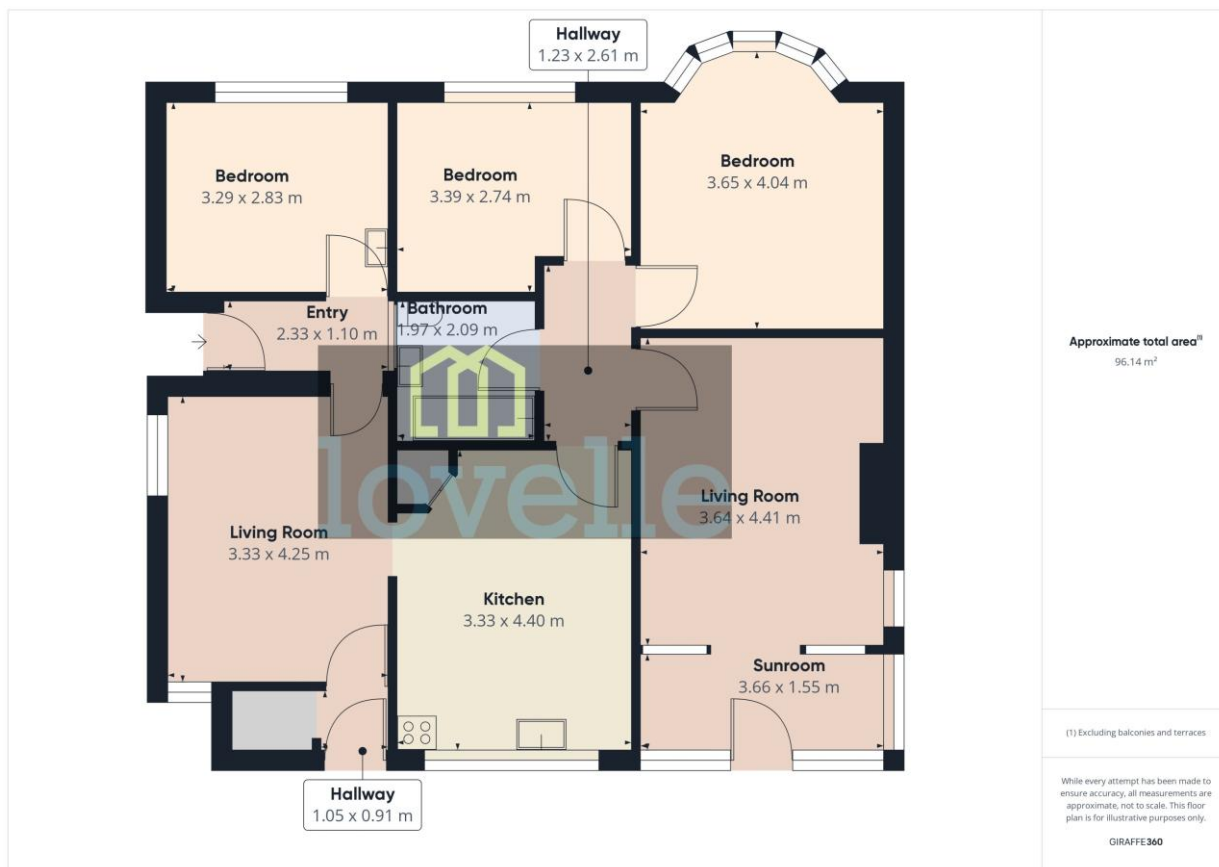 Hallway
1.23 x 2.61 m
Bedroom
3.29 x 2.83 m
Bedroom
3.39 x 2.74 m
Bedroom
3.65 x 4.04 m
Entry
2.33 x 1.10 m
Bathroom
1.97 x 2.09 m
lovelle
Living Room
3.33 x 4.25 m
Living Room
3.64 x 4.41 m
Kitchen
3.33 x 4.40 m
Sunroom
3.66 x 1.55 m
Hallway
1.05 x 0.91 m
Approximate total area(1)
96.14 m²
(1) Excluding balconies and terraces
While every attempt has been made to
ensure accuracy, all measurements are
approximate, not to scale. This floor
plan is for illustrative purposes only.
GIRAFFE360